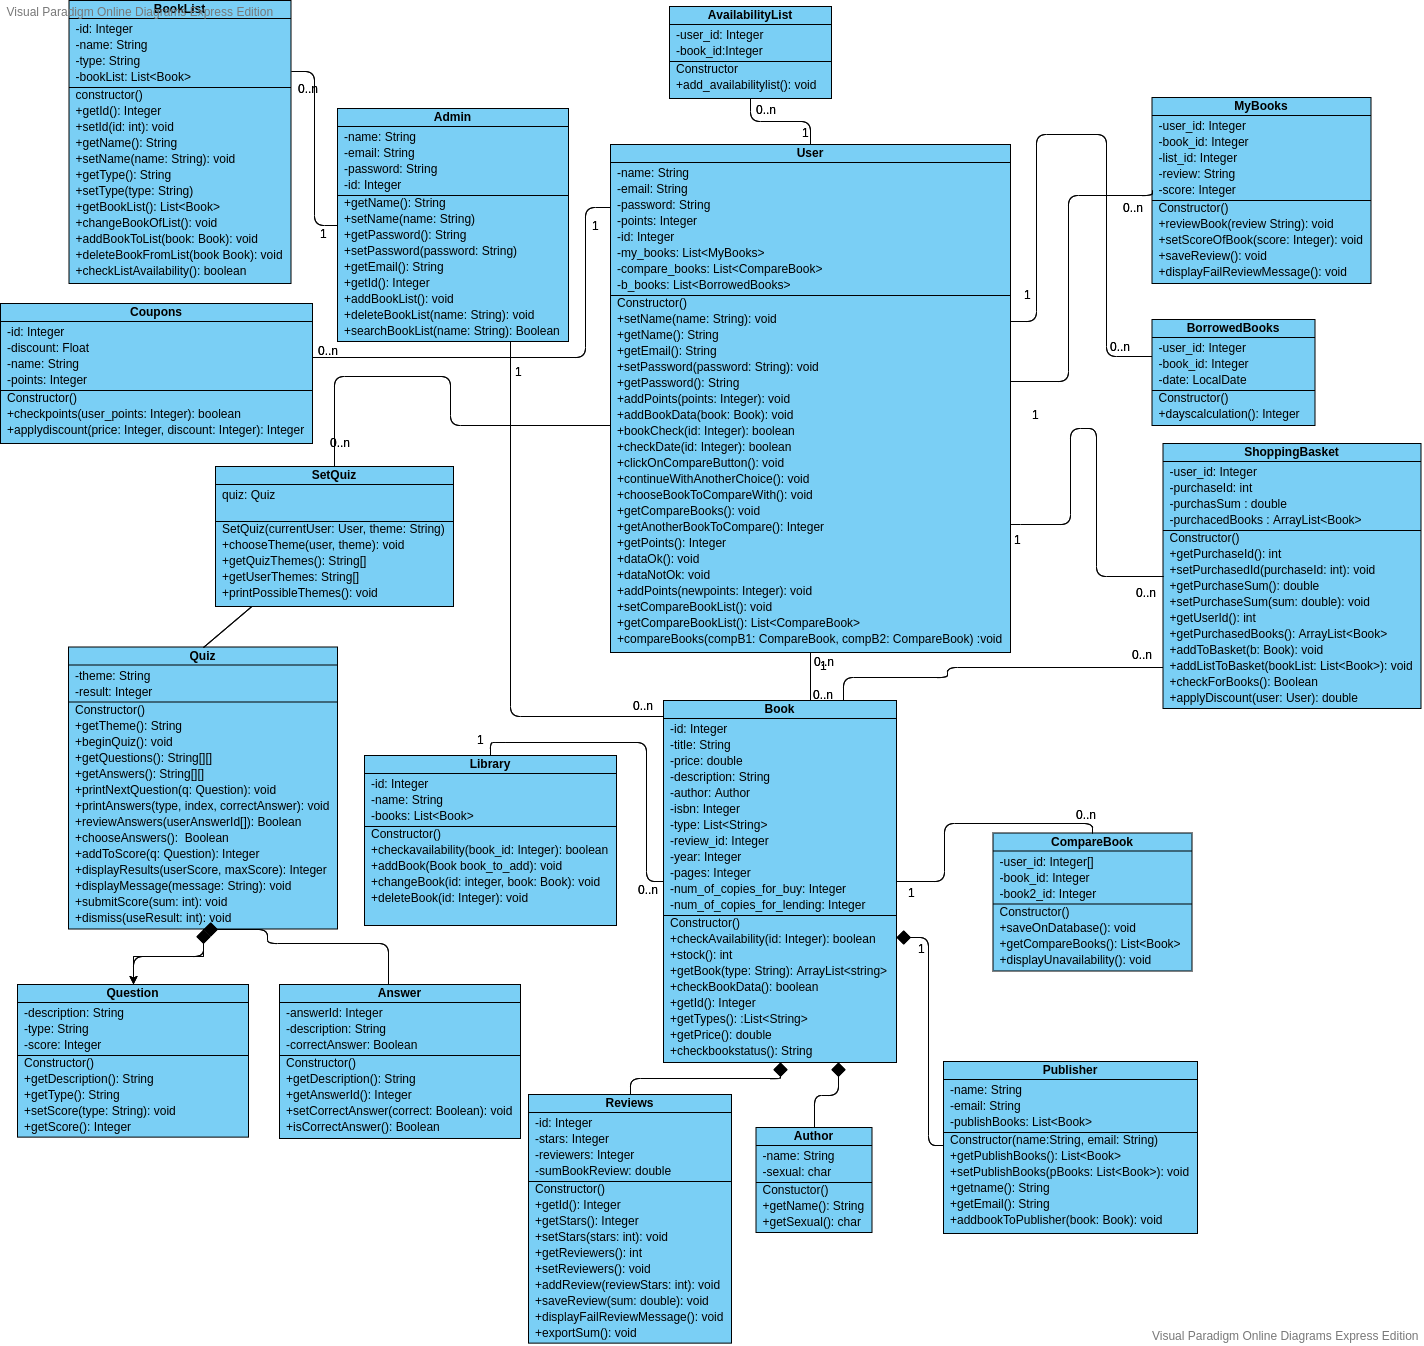 Visual Paradigm Online Diagrams Express Edition
BookList
-id: Integer
-name: String
-type: String
-bookList: List<Book>
constructor()
+getId(): Integer
+setId(id: int): void
+getName(): String
+setName(name: String): void
+getType(): String
+setType(type: String)
+getBookList(): List<Book>
+changeBookOfList(): void
+addBookToList(book: Book): void
+deleteBookFromList(book Book): void
+checkListAvailability(): boolean
0..n
1
Admin
-name: String
-email: String
-password: String
-id: Integer
+getName(): String
+setName(name: String)
+getPassword(): String
+setPassword(password: String)
+getEmail(): String
+getId(): Integer
+addBookList(): void
+deleteBookList(name: String): void
+searchBookList(name: String): Boolean
1
0..n
AvailabilityList
-user_id: Integer
-book_id:Integer
Constructor
+add_availabilitylist(): void
0..n
1
User
-name: String
-email: String
-password: String
-points: Integer
-id: Integer
-my_books: List<MyBooks>
-compare_books: List<CompareBook>
-b_books: List<BorrowedBooks>
Constructor()
+setName(name: String): void
+getName(): String
+getEmail(): String
+setPassword(password: String): void
+getPassword(): String
+addPoints(points: Integer): void
+addBookData(book: Book): void
+bookCheck(id: Integer): boolean
+checkDate(id: Integer): boolean
+clickOnCompareButton(): void
+continueWithAnotherChoice(): void
+chooseBookToCompareWith(): void
+getCompareBooks(): void
+getAnotherBookToCompare(): Integer
+getPoints(): Integer
+dataOk(): void
+dataNotOk: void
+addPoints(newpoints: Integer): void
+setCompareBookList(): void
+getCompareBookList(): List<CompareBook>
+compareBooks(compB1: CompareBook, compB2: CompareBook) :void
MyBooks
-user_id: Integer
-book_id: Integer
-list_id: Integer
-review: String
-score: Integer
Constructor()
+reviewBook(review String): void
+setScoreOfBook(score: Integer): void
+saveReview(): void
+displayFailReviewMessage(): void
0..n
1
BorrowedBooks
-user_id: Integer
-book_id: Integer
-date: LocalDate
Constructor()
+dayscalculation(): Integer
0..n
1
ShoppingBasket
-user_id: Integer
-purchaseId: int
-purchasSum : double
-purchacedBooks : ArrayList<Book>
Constructor()
+getPurchaseId(): int
+setPurchasedId(purchaseId: int): void
+getPurchaseSum(): double
+setPurchaseSum(sum: double): void
+getUserId(): int
+getPurchasedBooks(): ArrayList<Book>
+addToBasket(b: Book): void
+addListToBasket(bookList: List<Book>): void
+checkForBooks(): Boolean
+applyDiscount(user: User): double
1
0..n
0..n
Coupons
-id: Integer
-discount: Float
-name: String
-points: Integer
Constructor()
+checkpoints(user_points: Integer): boolean
+applydiscount(price: Integer, discount: Integer): Integer
0..n
1
0..n
SetQuiz
quiz: Quiz
SetQuiz(currentUser: User, theme: String)
+chooseTheme(user, theme): void
+getQuizThemes(): String[]
+getUserThemes: String[]
+printPossibleThemes(): void
Quiz
-theme: String
-result: Integer
Constructor()
+getTheme(): String
+beginQuiz(): void
+getQuestions(): String[][]
+getAnswers(): String[][]
+printNextQuestion(q: Question): void
+printAnswers(type, index, correctAnswer): void
+reviewAnswers(userAnswerId[]): Boolean
+chooseAnswers():  Boolean
+addToScore(q: Question): Integer
+displayResults(userScore, maxScore): Integer
+displayMessage(message: String): void
+submitScore(sum: int): void
+dismiss(useResult: int): void
Question
-description: String
-type: String
-score: Integer
Constructor()
+getDescription(): String
+getType(): String
+setScore(type: String): void
+getScore(): Integer
Answer
-answerId: Integer
-description: String
-correctAnswer: Boolean
Constructor()
+getDescription(): String
+getAnswerId(): Integer
+setCorrectAnswer(correct: Boolean): void
+isCorrectAnswer(): Boolean
1
Library
-id: Integer
-name: String
-books: List<Book>
Constructor()
+checkavailability(book_id: Integer): boolean
+addBook(Book book_to_add): void
+changeBook(id: integer, book: Book): void
+deleteBook(id: Integer): void
0..n
0..n
1
0..n
Book
-id: Integer
-title: String
-price: double
-description: String
-author: Author
-isbn: Integer
-type: List<String>
-review_id: Integer
-year: Integer
-pages: Integer
-num_of_copies_for_buy: Integer
-num_of_copies_for_lending: Integer
Constructor()
+checkAvailability(id: Integer): boolean
+stock(): int
+getBook(type: String): ArrayList<string>
+checkBookData(): boolean
+getId(): Integer
+getTypes(): :List<String>
+getPrice(): double
+checkbookstatus(): String
0..n
1
CompareBook
-user_id: Integer[]
-book_id: Integer
-book2_id: Integer
Constructor()
+saveOnDatabase(): void
+getCompareBooks(): List<Book>
+displayUnavailability(): void
1
Publisher
-name: String
-email: String
-publishBooks: List<Book>
Constructor(name:String, email: String)
+getPublishBooks(): List<Book>
+setPublishBooks(pBooks: List<Book>): void
+getname(): String
+getEmail(): String
+addbookToPublisher(book: Book): void
Reviews
-id: Integer
-stars: Integer
-reviewers: Integer
-sumBookReview: double
Constructor()
+getId(): Integer
+getStars(): Integer
+setStars(stars: int): void
+getReviewers(): int
+setReviewers(): void
+addReview(reviewStars: int): void
+saveReview(sum: double): void
+displayFailReviewMessage(): void
+exportSum(): void
Author
-name: String
-sexual: char
Constuctor()
+getName(): String
+getSexual(): char
Visual Paradigm Online Diagrams Express Edition